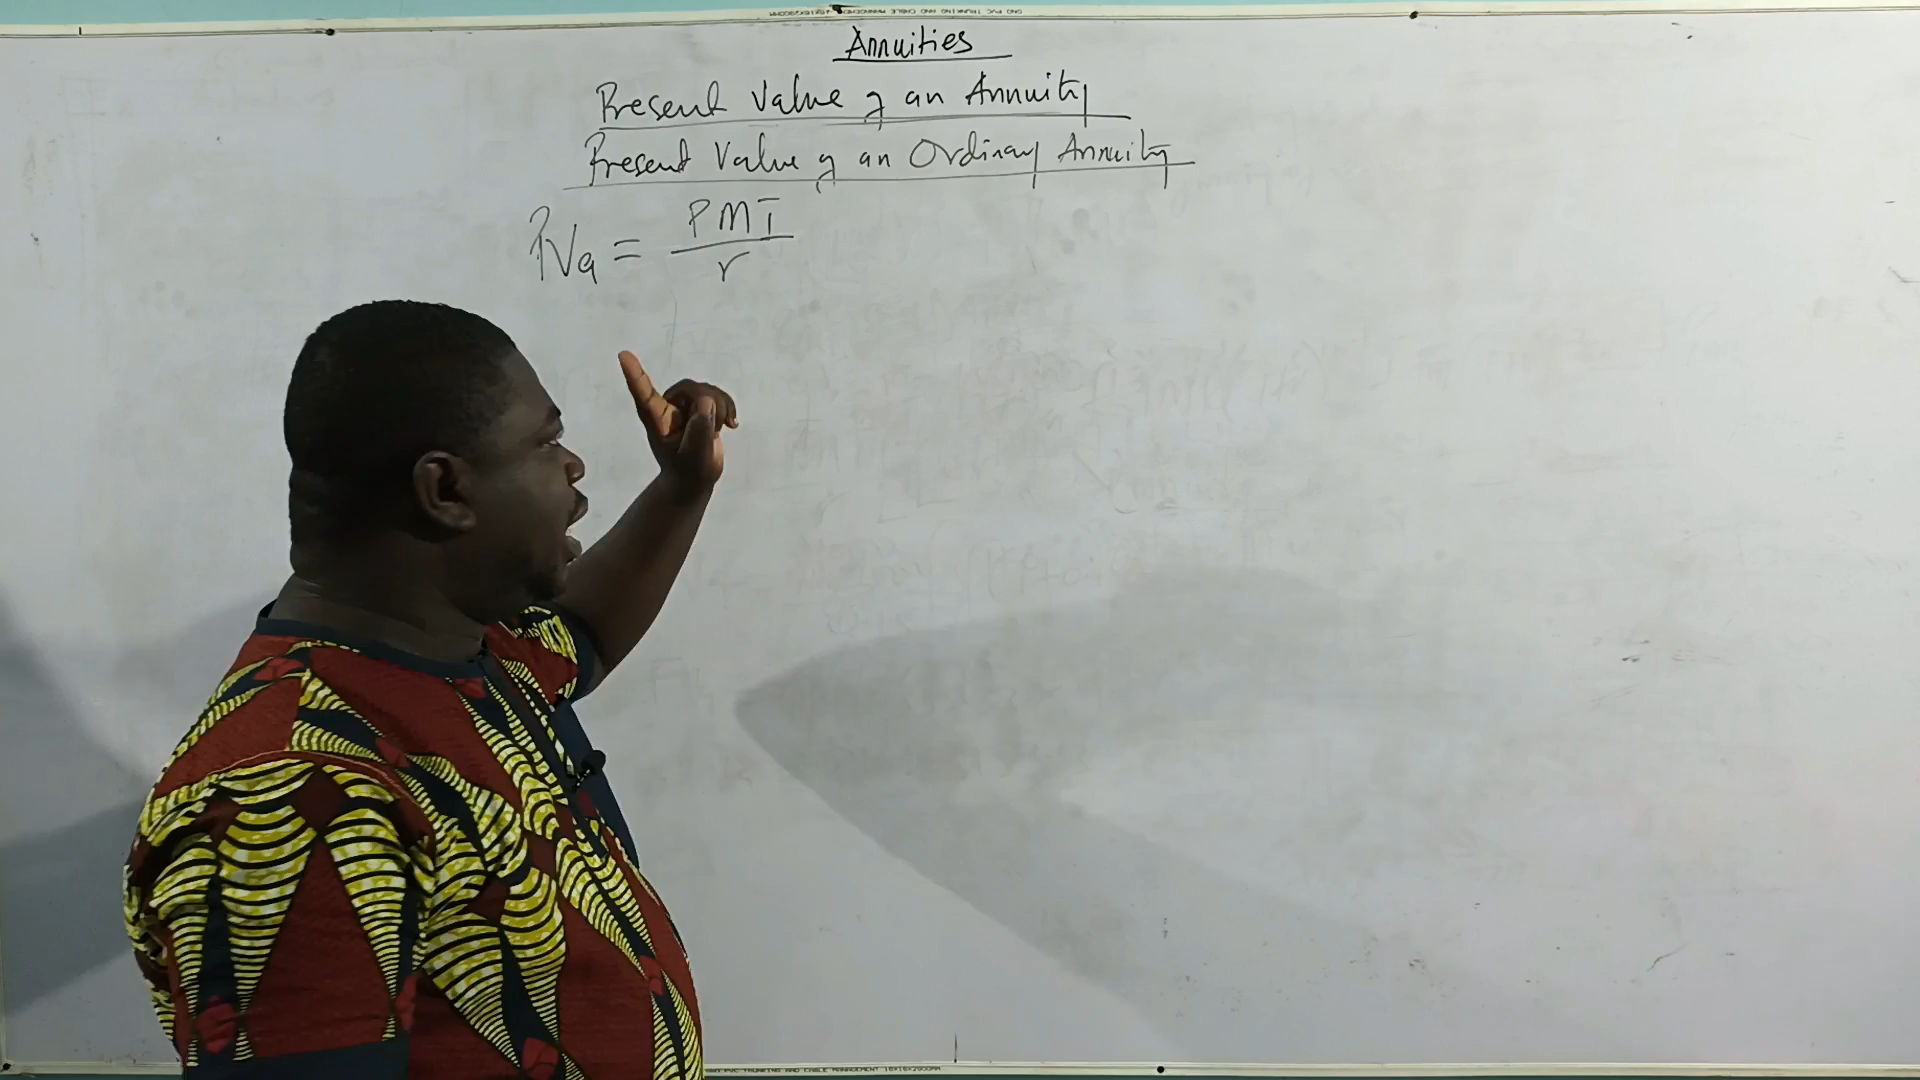 Annuities
Present Value of an Annuity
Present Value of an Ordinary Annuity
PVa = PMT / r